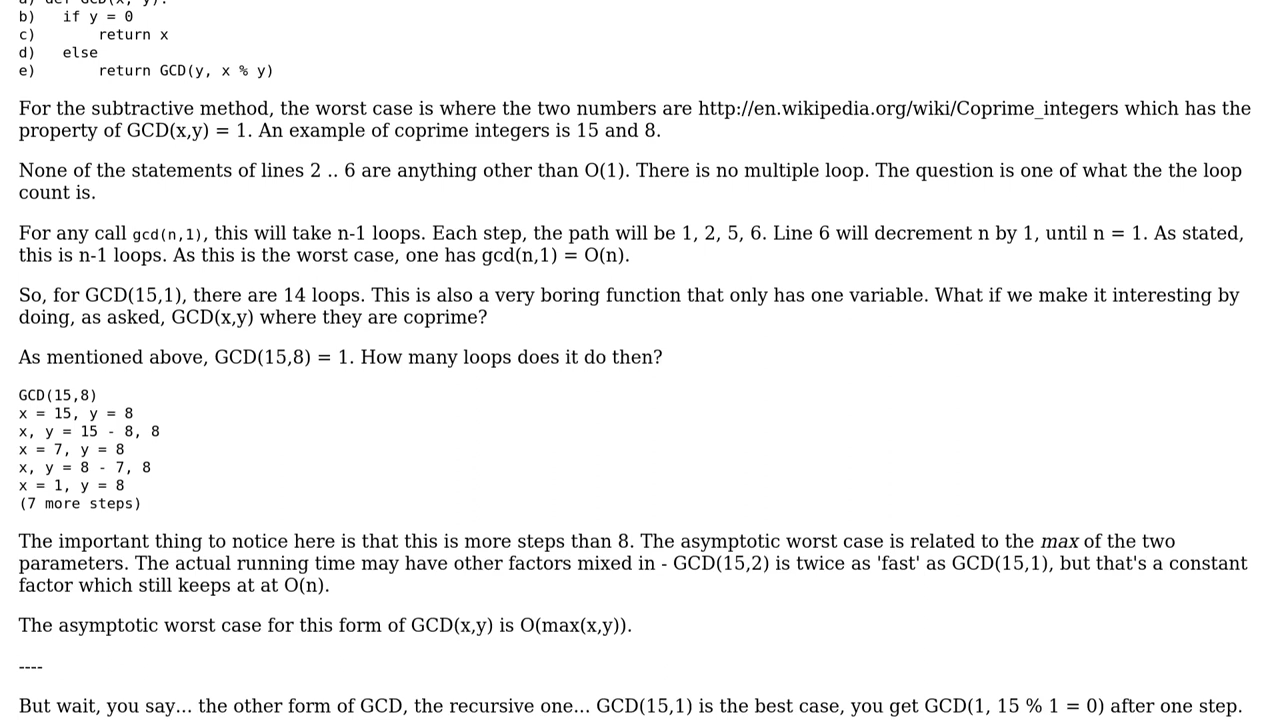 a) def GCD(x, y):
b)   if y = 0
c)       return x
d)   else
e)       return GCD(y, x % y)
For the subtractive method, the worst case is where the two numbers are http://en.wikipedia.org/wiki/Coprime_integers which has the
property of GCD(x,y) = 1. An example of coprime integers is 15 and 8.
None of the statements of lines 2 .. 6 are anything other than O(1). There is no multiple loop. The question is one of what the the loop
count is.
For any call gcd(n,1), this will take n-1 loops. Each step, the path will be 1, 2, 5, 6. Line 6 will decrement n by 1, until n = 1. As stated,
this is n-1 loops. As this is the worst case, one has gcd(n,1) = O(n).
So, for GCD(15,1), there are 14 loops. This is also a very boring function that only has one variable. What if we make it interesting by
doing, as asked, GCD(x,y) where they are coprime?
As mentioned above, GCD(15,8) = 1. How many loops does it do then?
GCD(15,8)
x = 15, y = 8
x, y = 15 - 8, 8
x = 7, y = 8
x, y = 8 - 7, 8
x = 1, y = 8
(7 more steps)
The important thing to notice here is that this is more steps than 8. The asymptotic worst case is related to the max of the two
parameters. The actual running time may have other factors mixed in - GCD(15,2) is twice as 'fast' as GCD(15,1), but that's a constant
factor which still keeps at at O(n).
The asymptotic worst case for this form of GCD(x,y) is O(max(x,y)).
----
But wait, you say... the other form of GCD, the recursive one... GCD(15,1) is the best case, you get GCD(1, 15 % 1 = 0) after one step.